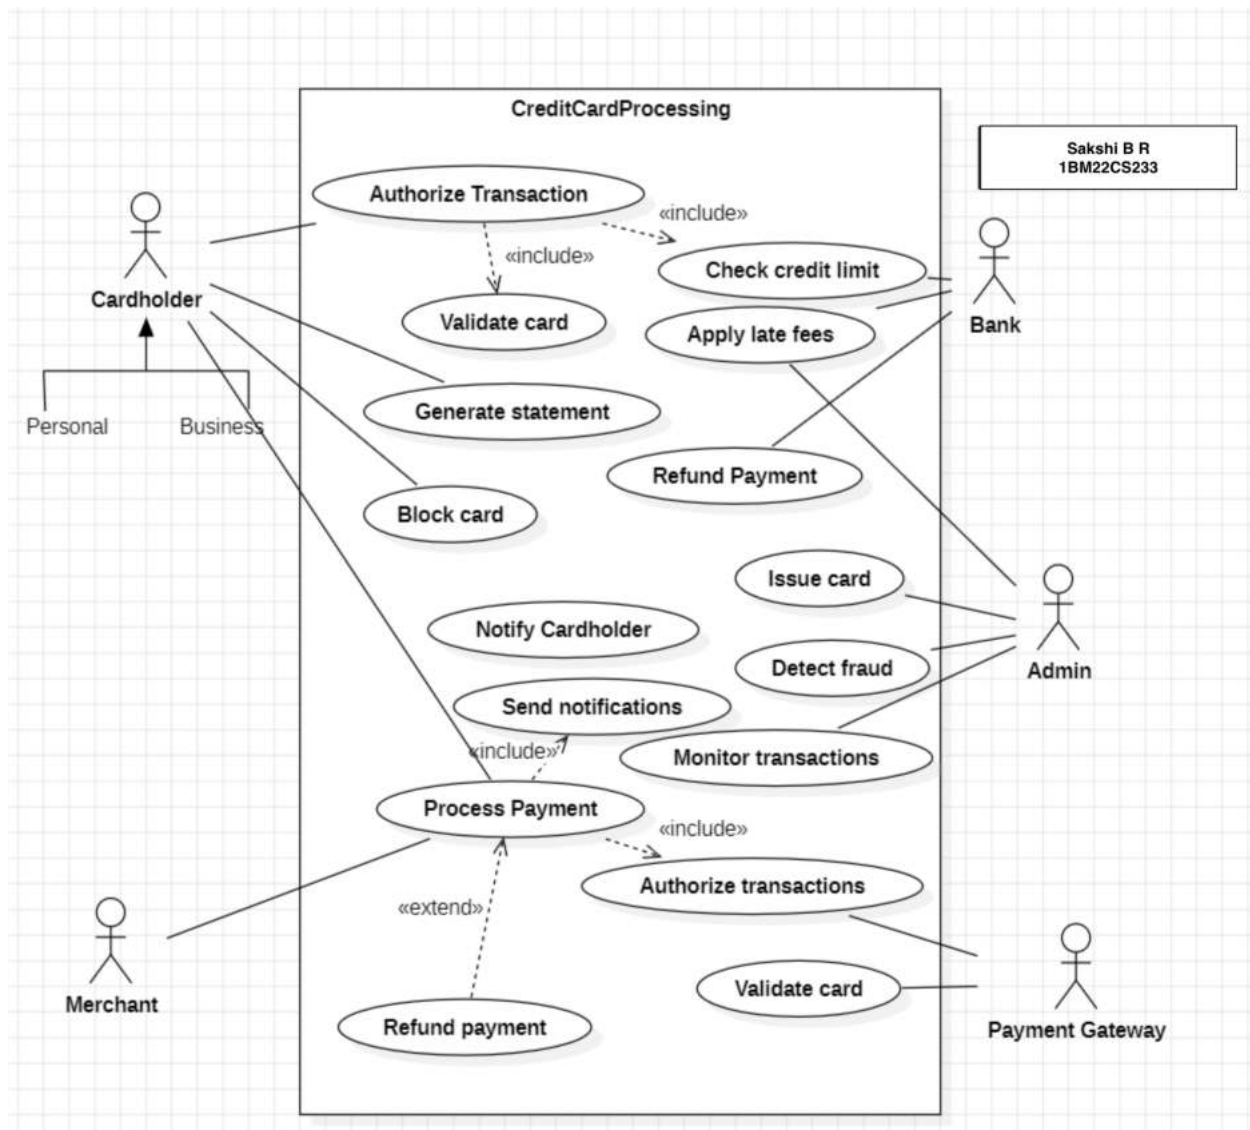 CreditCardProcessing
Sakshi B R
1BM22CS233
Authorize Transaction
«include»
«include»
Check credit limit
Cardholder
Validate card
Apply late fees
Bank
Personal
Business
Generate statement
Refund Payment
Block card
Issue card
Notify Cardholder
Detect fraud
Admin
Send notifications
«include»
Monitor transactions
Process Payment
«include»
Authorize transactions
«extend»
Validate card
Merchant
Refund payment
Payment Gateway